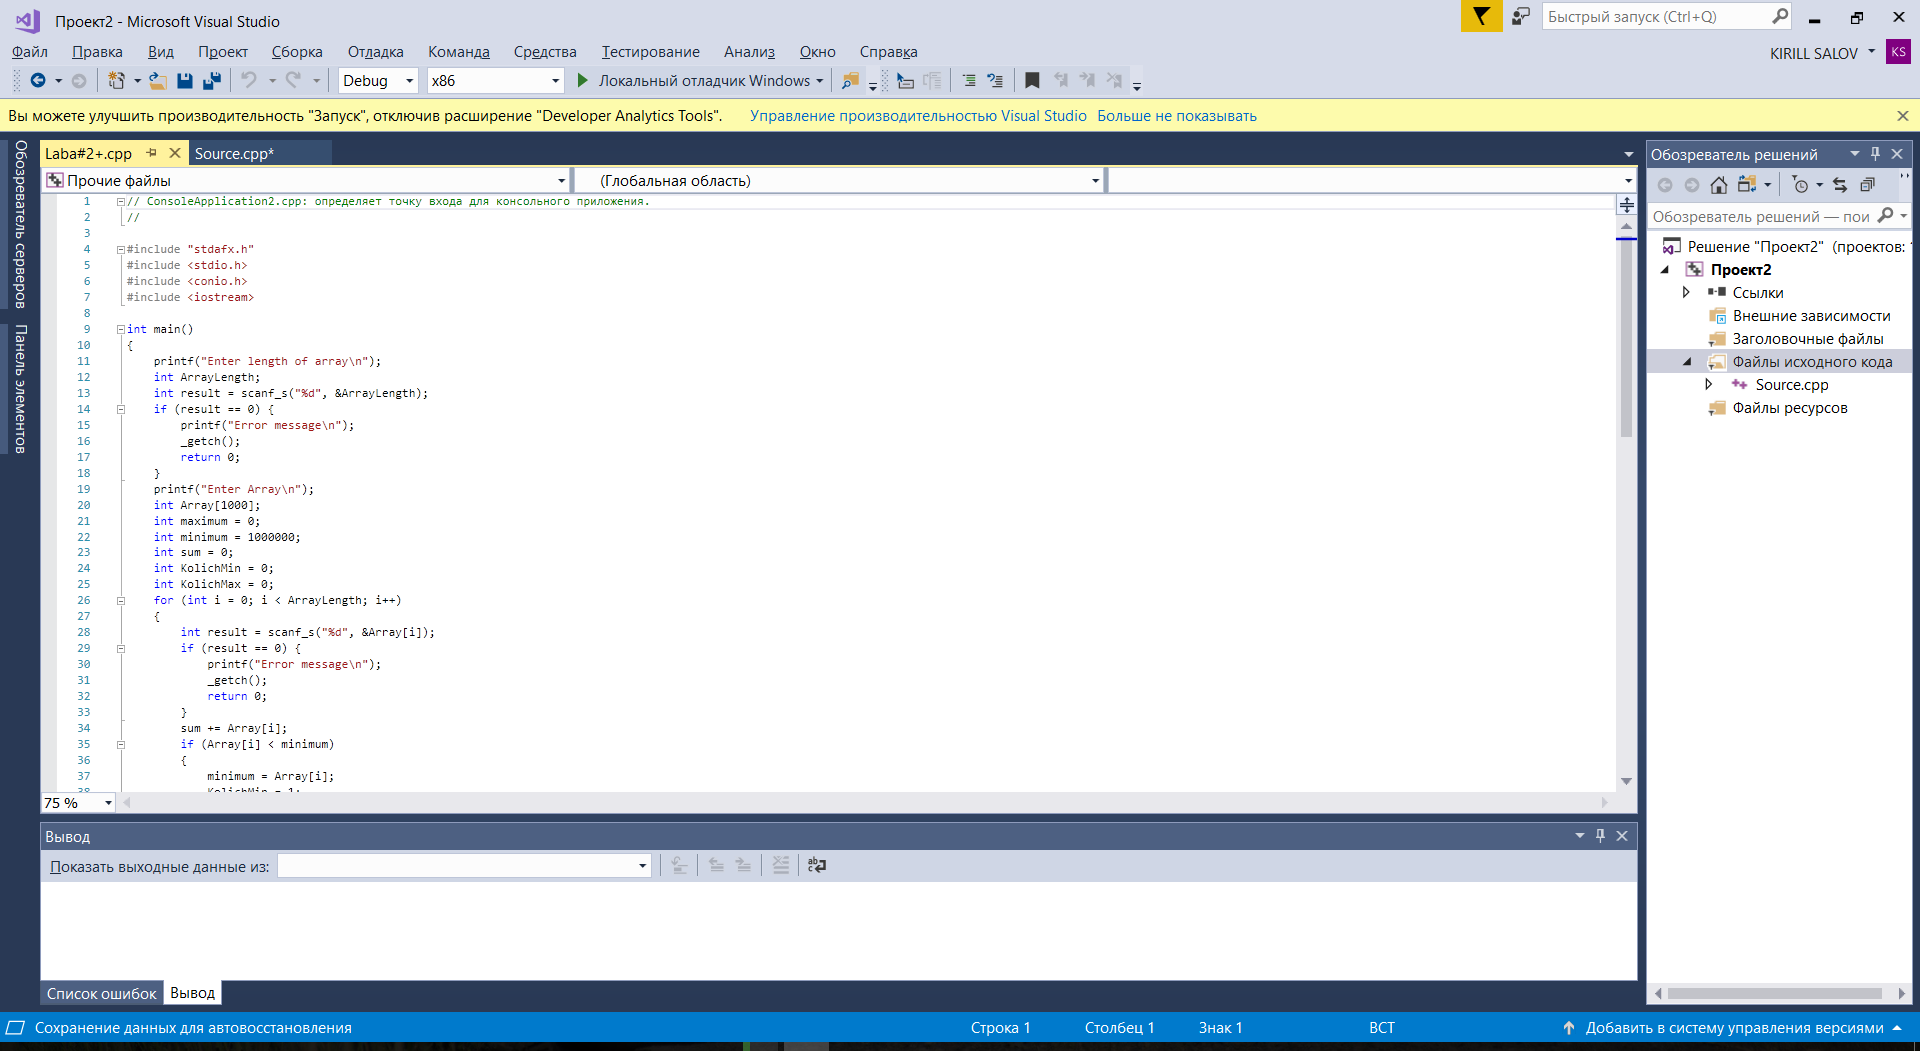 Проект2 - Microsoft Visual Studio
Быстрый запуск (Ctrl+Q)
Файл Правка Вид Проект Сборка Отладка Команда Средства Тестирование Анализ Окно Справка
KIRILL SALOV KS
Debug x86 Локальный отладчик Windows
Вы можете улучшить производительность "Запуск", отключив расширение "Developer Analytics Tools". Управление производительностью Visual Studio Больше не показывать
Обозреватель серверов
Панель элементов
Laba#2+.cpp Source.cpp*
Прочие файлы (Глобальная область)
1 // ConsoleApplication2.cpp: определяет точку входа для консольного приложения.
2 //
3
4 #include "stdafx.h"
5 #include <stdio.h>
6 #include <conio.h>
7 #include <iostream>
8
9 int main()
10 {
11 printf("Enter length of array\n");
12 int ArrayLength;
13 int result = scanf_s("%d", &ArrayLength);
14 if (result == 0) {
15 printf("Error message\n");
16 _getch();
17 return 0;
18 }
19 printf("Enter Array\n");
20 int Array[1000];
21 int maximum = 0;
22 int minimum = 1000000;
23 int sum = 0;
24 int KolichMin = 0;
25 int KolichMax = 0;
26 for (int i = 0; i < ArrayLength; i++)
27 {
28 int result = scanf_s("%d", &Array[i]);
29 if (result == 0) {
30 printf("Error message\n");
31 _getch();
32 return 0;
33 }
34 sum += Array[i];
35 if (Array[i] < minimum)
36 {
37 minimum = Array[i];
38 KolichMin = 1;
75 %
Вывод
Показать выходные данные из:
Список ошибок Вывод
Обозреватель решений
Обозреватель решений — пои
Решение "Проект2" (проектов:
Проект2
Ссылки
Внешние зависимости
Заголовочные файлы
Файлы исходного кода
Source.cpp
Файлы ресурсов
Сохранение данных для автовосстановления Строка 1 Столбец 1 Знак 1 ВСТ Добавить в систему управления версиями